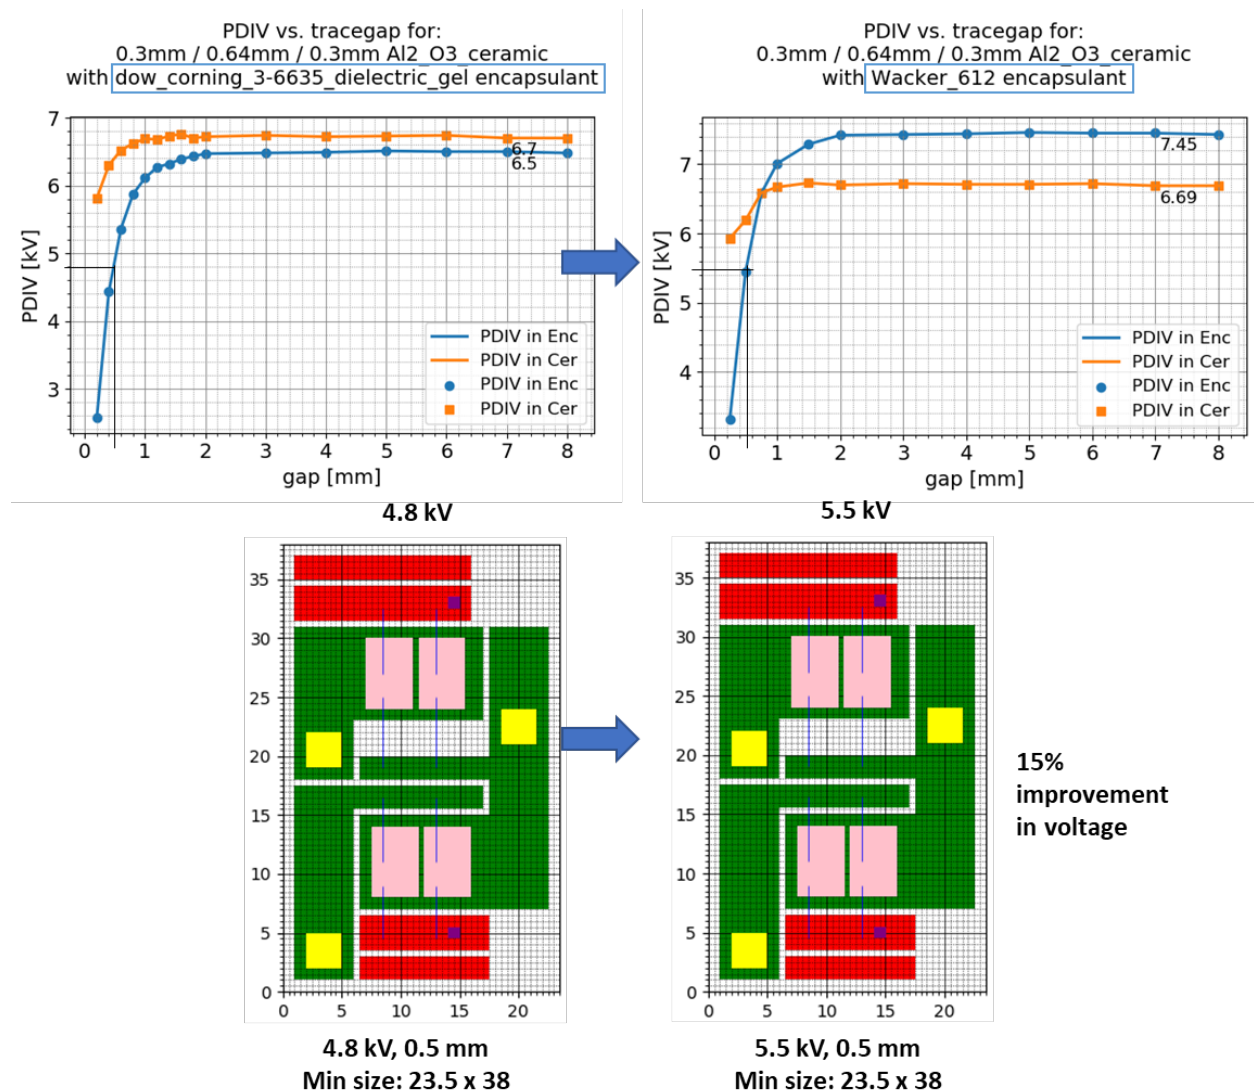 PDIV vs. tracegap for:
0.3mm / 0.64mm / 0.3mm Al2_O3_ceramic
with dow_corning_3-6635_dielectric_gel encapsulant
7
6
5
4
3
PDIV [kV]
6.7
6.5
PDIV in Enc
PDIV in Cer
PDIV in Enc
PDIV in Cer
0 1 2 3 4 5 6 7 8
gap [mm]
PDIV vs. tracegap for:
0.3mm / 0.64mm / 0.3mm Al2_O3_ceramic
with Wacker_612 encapsulant
7
6
5
4
PDIV [kV]
7.45
6.69
PDIV in Enc
PDIV in Cer
PDIV in Enc
PDIV in Cer
0 1 2 3 4 5 6 7 8
gap [mm]
4.8 kV
5.5 kV
35
30
25
20
15
10
5
0
0 5 10 15 20
35
30
25
20
15
10
5
0
0 5 10 15 20
15%
improvement
in voltage
4.8 kV, 0.5 mm
Min size: 23.5 x 38
5.5 kV, 0.5 mm
Min size: 23.5 x 38